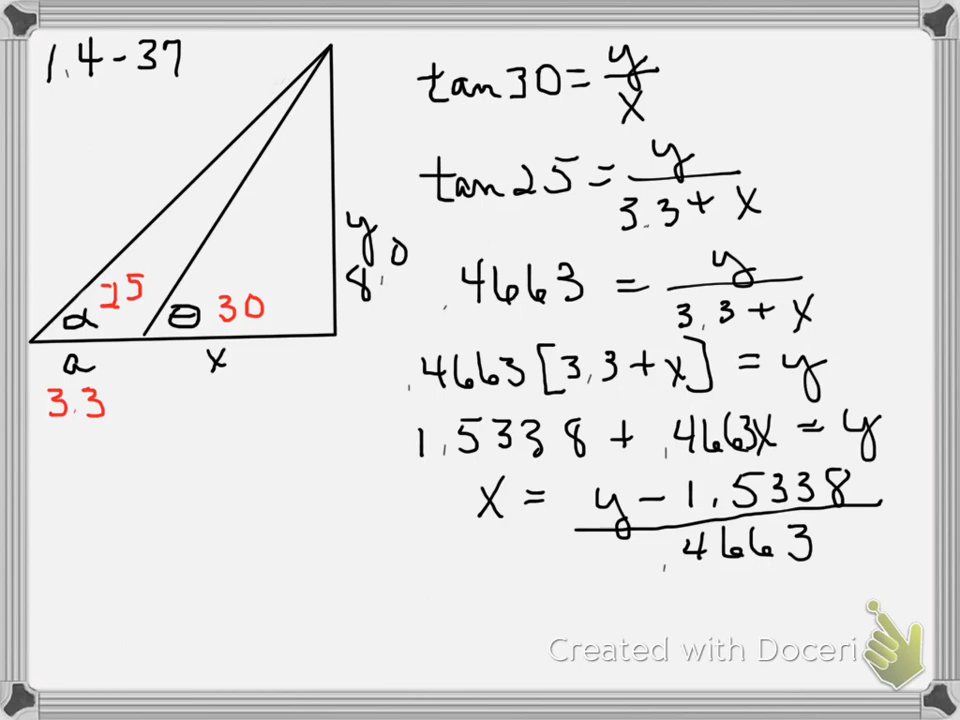 1.4-37
tan30=y/x
tan25=y/3.3+x
.4663=y/3.3+x
.4663[3.3+x]=y
1.5338+.4663x=y
x=y-1.5338/.4663
α 25
θ 30
y
8.0
a
x
3.3
Created with Doceri